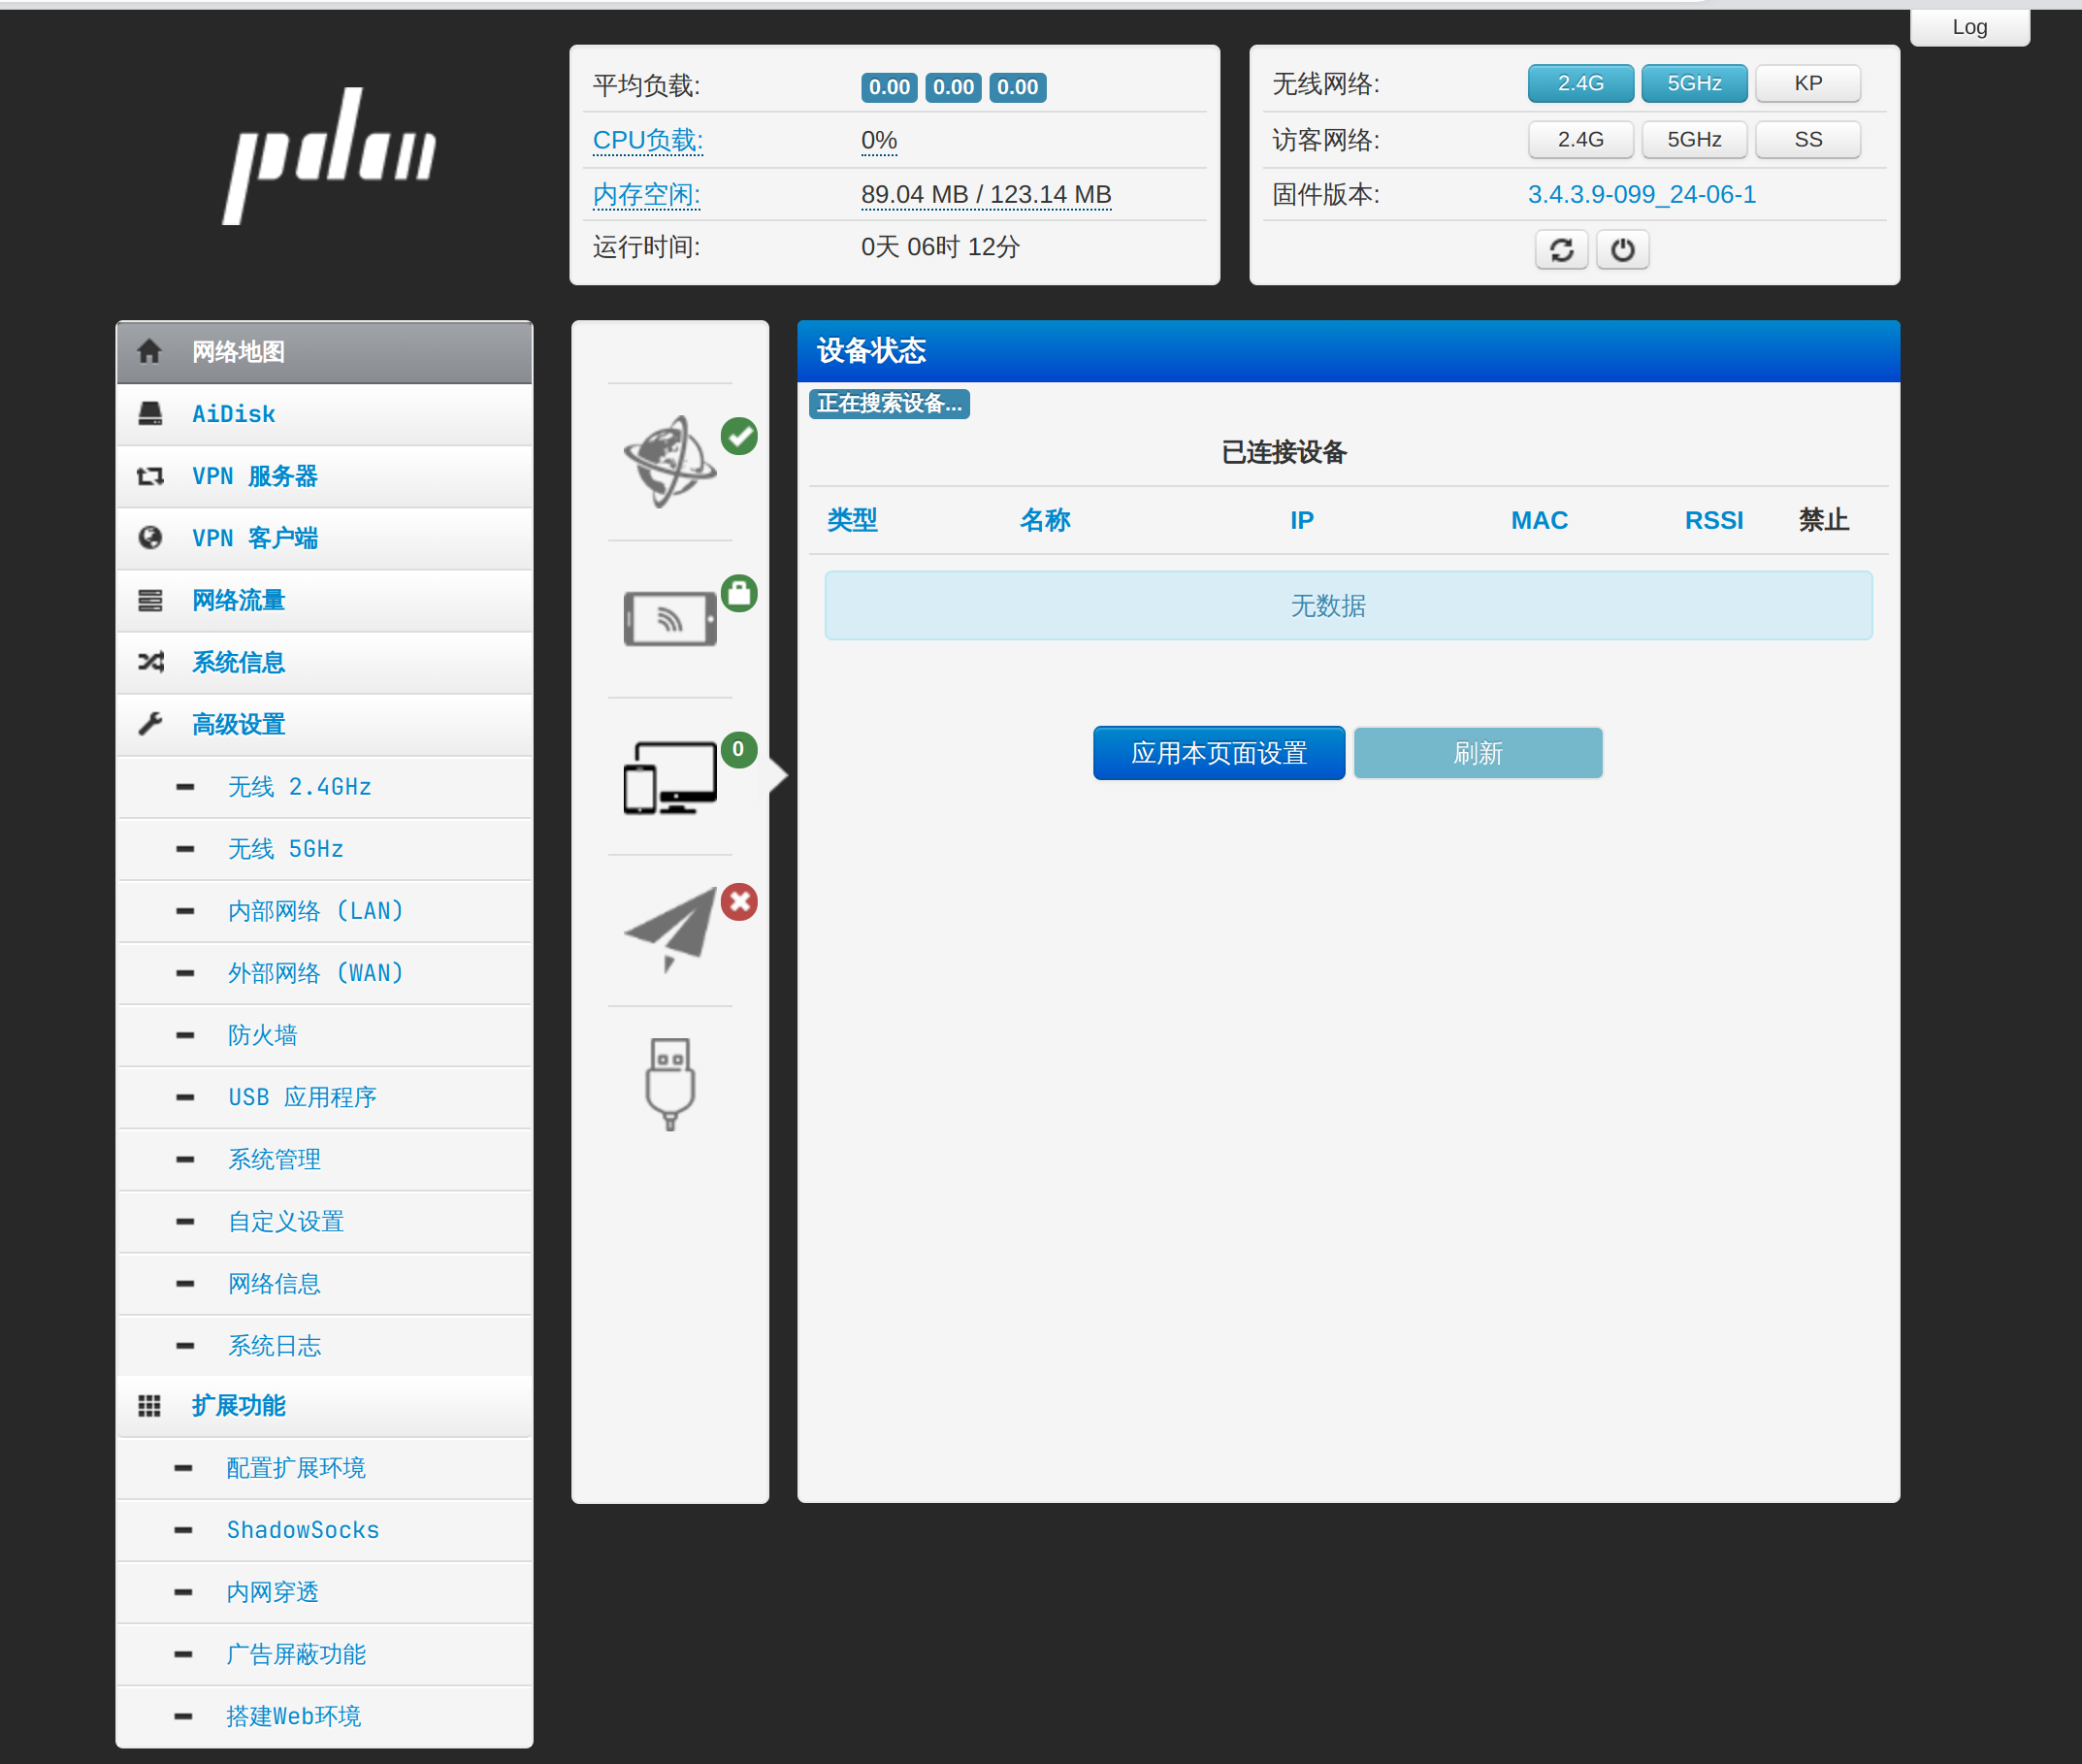 Log
pdan
平均负载: 0.00 0.00 0.00
CPU负载: 0%
内存空闲: 89.04 MB / 123.14 MB
运行时间: 0天 06时 12分
无线网络: 2.4G 5GHz KP
访客网络: 2.4G 5GHz SS
固件版本: 3.4.3.9-099_24-06-1
网络地图
AiDisk
VPN 服务器
VPN 客户端
网络流量
系统信息
高级设置
无线 2.4GHz
无线 5GHz
内部网络 (LAN)
外部网络 (WAN)
防火墙
USB 应用程序
系统管理
自定义设置
网络信息
系统日志
扩展功能
配置扩展环境
ShadowSocks
内网穿透
广告屏蔽功能
搭建Web环境
0
设备状态
正在搜索设备...
已连接设备
类型 名称 IP MAC RSSI 禁止
无数据
应用本页面设置 刷新